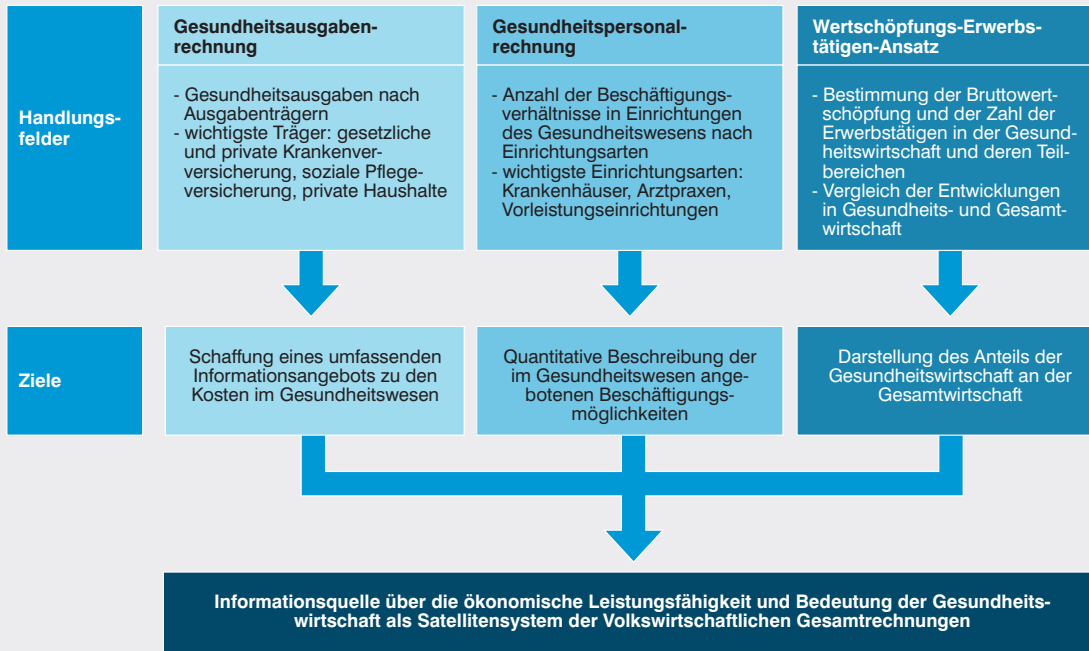 Handlungs-
felder
Gesundheitsausgaben-
rechnung
- Gesundheitsausgaben nach
Ausgabenträgern
- wichtigste Träger: gesetzliche
und private Krankenver-
versicherung, soziale Pflege-
versicherung, private Haushalte
Gesundheitspersonal-
rechnung
- Anzahl der Beschäftigungs-
verhältnisse in Einrichtungen
des Gesundheitswesens nach
Einrichtungsarten
- wichtigste Einrichtungsarten:
Krankenhäuser, Arztpraxen,
Vorleistungseinrichtungen
Wertschöpfungs-Erwerbs-
tätigen-Ansatz
- Bestimmung der Bruttowert-
schöpfung und der Zahl der
Erwerbstätigen in der Gesund-
heitswirtschaft und deren Teil-
bereichen
- Vergleich der Entwicklungen
in Gesundheits- und Gesamt-
wirtschaft
Ziele
Schaffung eines umfassenden
Informationsangebots zu den
Kosten im Gesundheitswesen
Quantitative Beschreibung der
im Gesundheitswesen ange-
botenen Beschäftigungs-
möglichkeiten
Darstellung des Anteils der
Gesundheitswirtschaft an der
Gesamtwirtschaft
Informationsquelle über die ökonomische Leistungsfähigkeit und Bedeutung der Gesundheits-
wirtschaft als Satellitensystem der Volkswirtschaftlichen Gesamtrechnungen